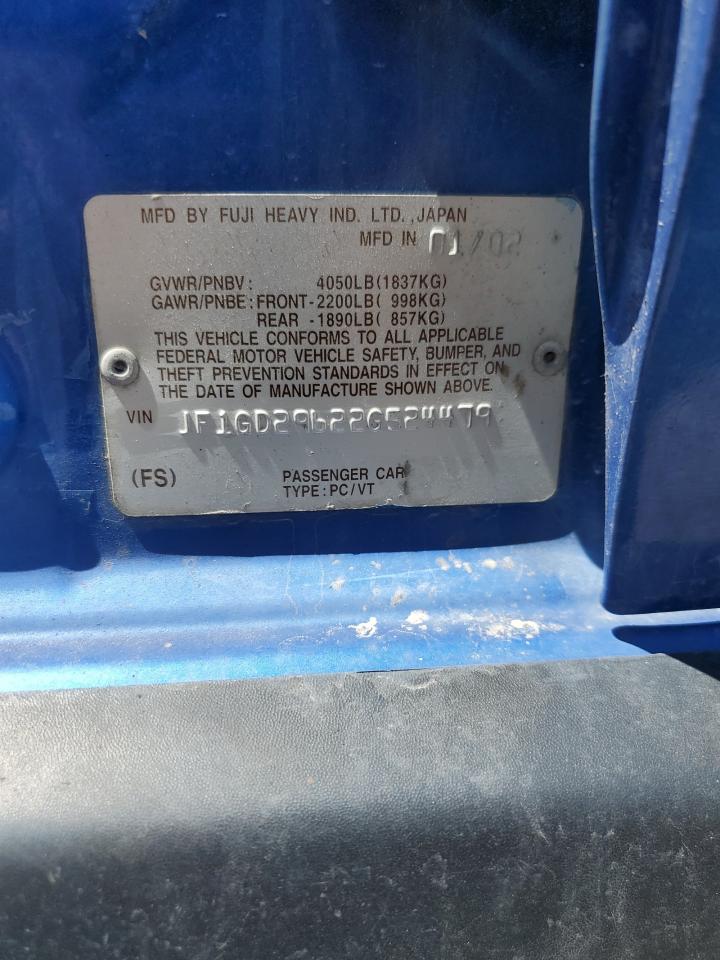 MFD BY FUJI HEAVY IND. LTD., JAPAN
MFD IN 01/02
GVWR/PNBV: 4050LB(1837KG)
GAWR/PNBE: FRONT-2200LB( 998KG)
REAR -1890LB( 857KG)
THIS VEHICLE CONFORMS TO ALL APPLICABLE
FEDERAL MOTOR VEHICLE SAFETY, BUMPER, AND
THEFT PREVENTION STANDARDS IN EFFECT ON
THE DATE OF MANUFACTURE SHOWN ABOVE.
VIN JF1GD29622G524479
(FS) PASSENGER CAR
TYPE: PC/VT